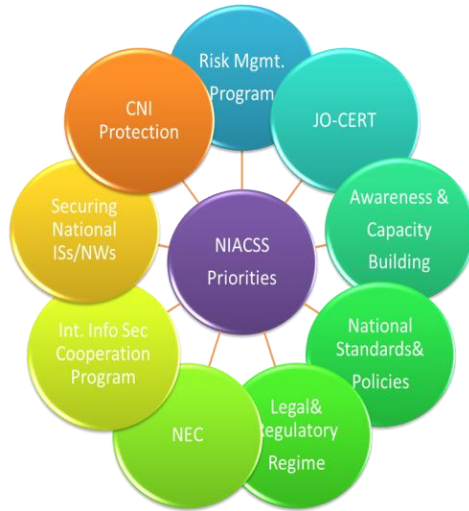 Risk Mgmt.
Program
JO-CERT
Awareness &
Capacity
Building
National
Standards&
Policies
Legal&
Regulatory
Regime
NEC
Int. Info Sec
Cooperation
Program
Securing
National
ISs/NWs
CNI
Protection
NIACSS
Priorities